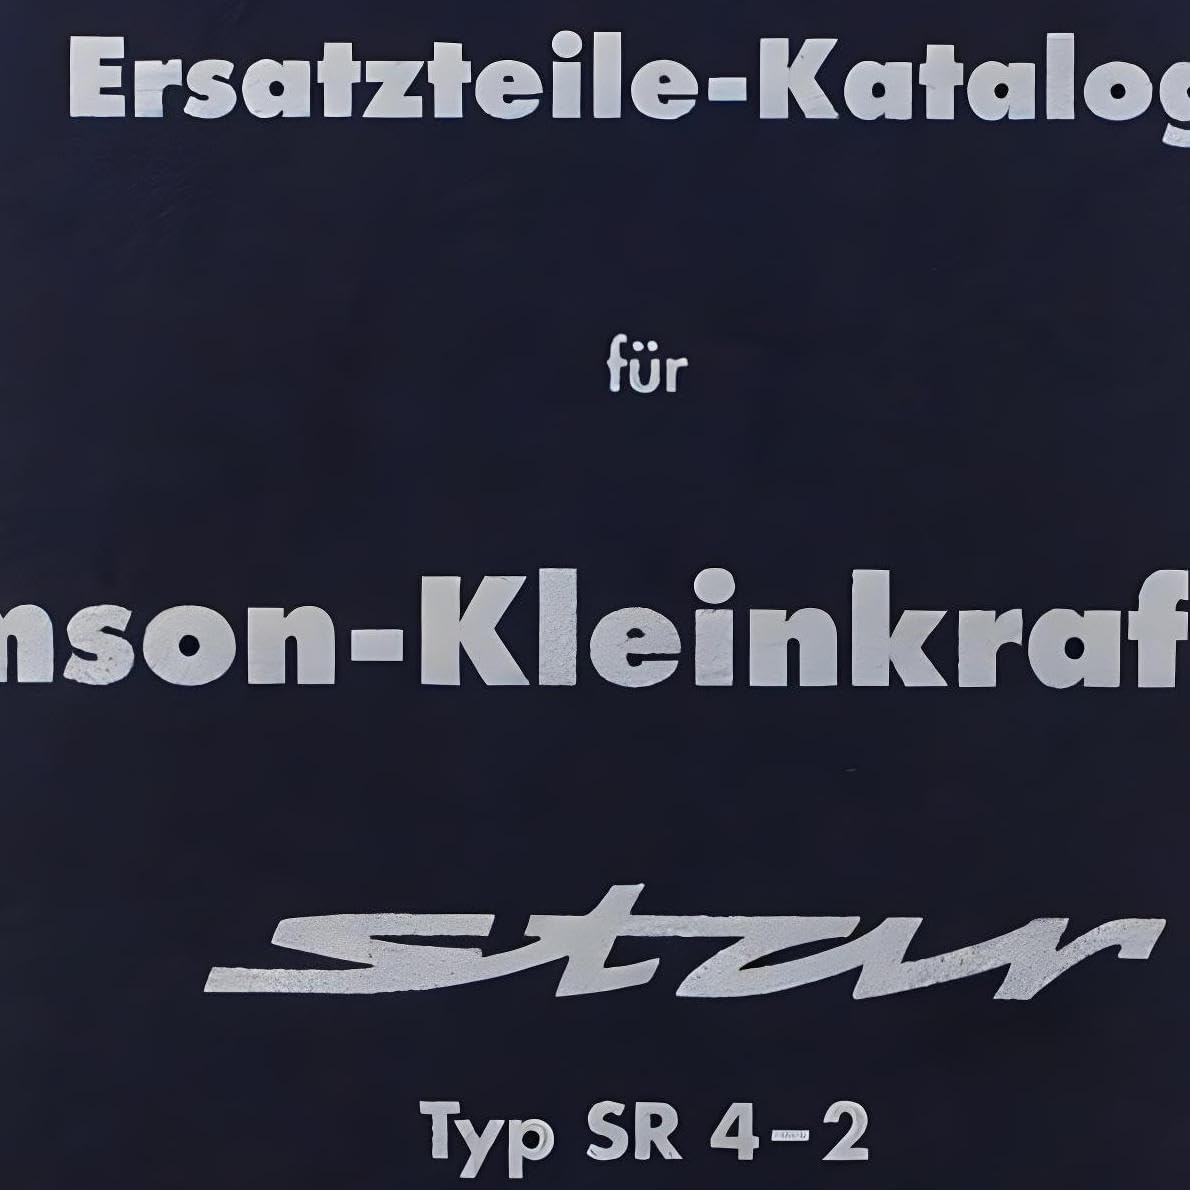 Ersatzteile-Katalog
für
nson-Kleinkraf
star
Typ SR 4-2